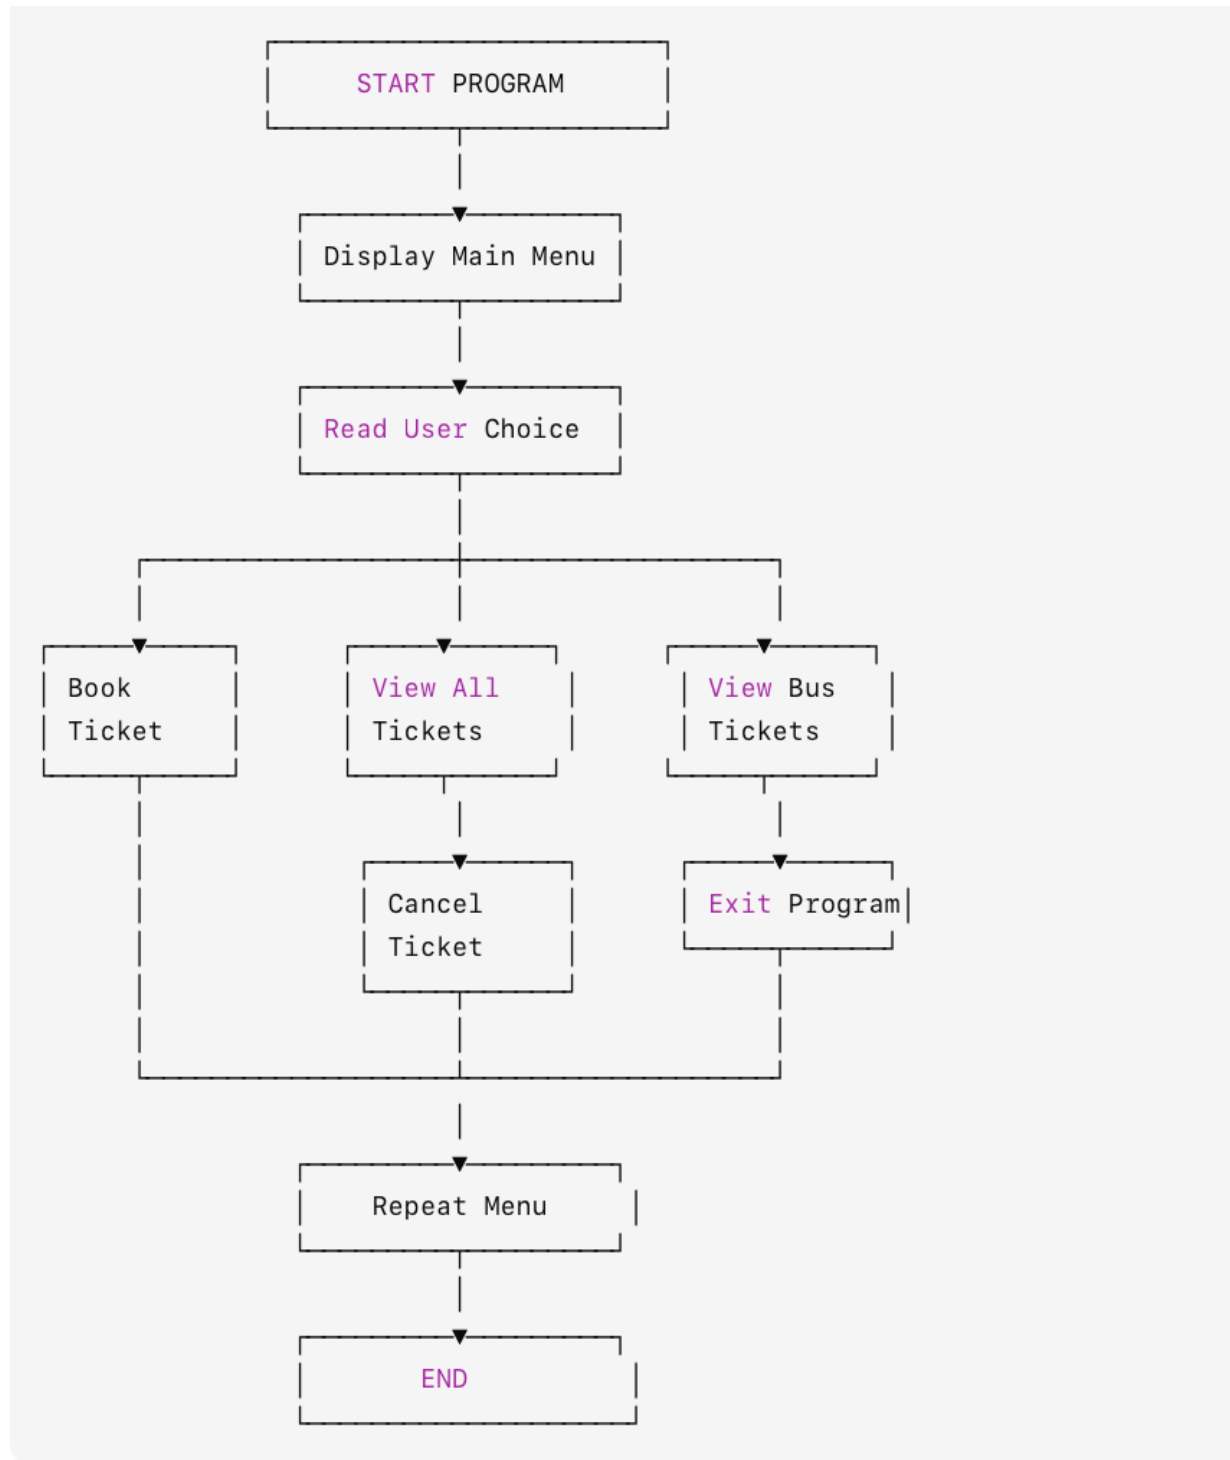 START PROGRAM
Display Main Menu
Read User Choice
Book
Ticket
View All
Tickets
View Bus
Tickets
Cancel
Ticket
Exit Program
Repeat Menu
END